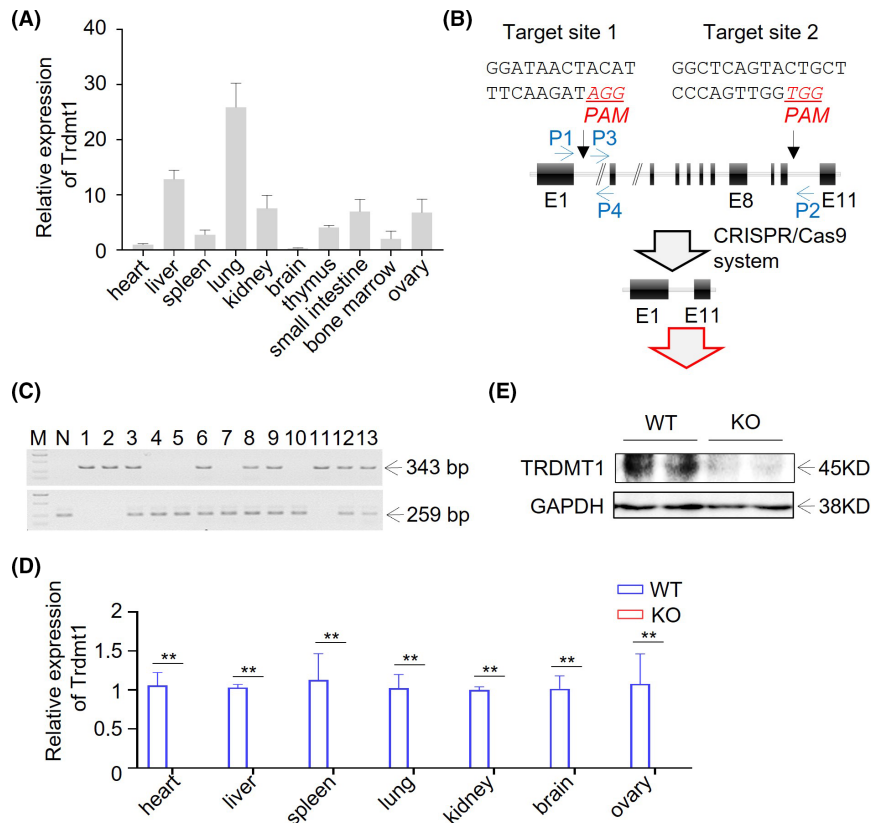 (A)
Relative expression
of Trdmt1
40
30
20
10
0
heart
liver
spleen
lung
kidney
brain
thymus
small intestine
bone marrow
ovary
(B)
Target site 1
GGATAACTACAT
TTCAAGATAGG
PAM
Target site 2
GGCTCAGTACTGCT
CCCAGTTGGTGG
PAM
P1
P3
E1
P4
E8
P2
E11
CRISPR/Cas9
system
E1
E11
(C)
M N 1 2 3 4 5 6 7 8 9 10 11 12 13
343 bp
259 bp
(E)
WT
KO
TRDMT1
45KD
GAPDH
38KD
(D)
Relative expression
of Trdmt1
2
1.5
1
0.5
0
WT
KO
**
**
**
**
**
**
**
heart
liver
spleen
lung
kidney
brain
ovary